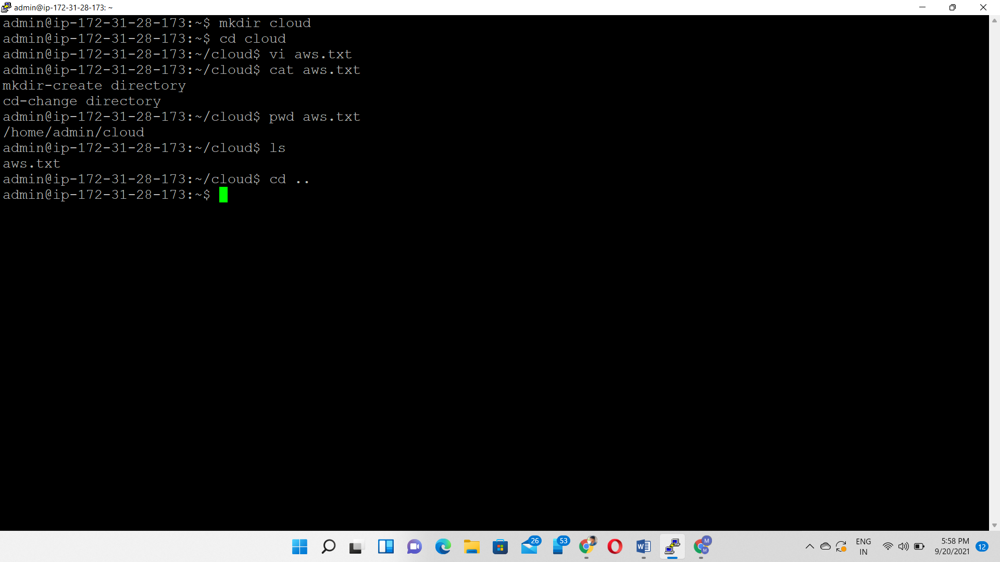 admin@ip-172-31-28-173: ~
admin@ip-172-31-28-173:~$ mkdir cloud
admin@ip-172-31-28-173:~$ cd cloud
admin@ip-172-31-28-173:~/cloud$ vi aws.txt
admin@ip-172-31-28-173:~/cloud$ cat aws.txt
mkdir-create directory
cd-change directory
admin@ip-172-31-28-173:~/cloud$ pwd aws.txt
/home/admin/cloud
admin@ip-172-31-28-173:~/cloud$ ls
aws.txt
admin@ip-172-31-28-173:~/cloud$ cd ..
admin@ip-172-31-28-173:~$
26
53
W
M
M
ENG
IN
5:58 PM
9/20/2021
12